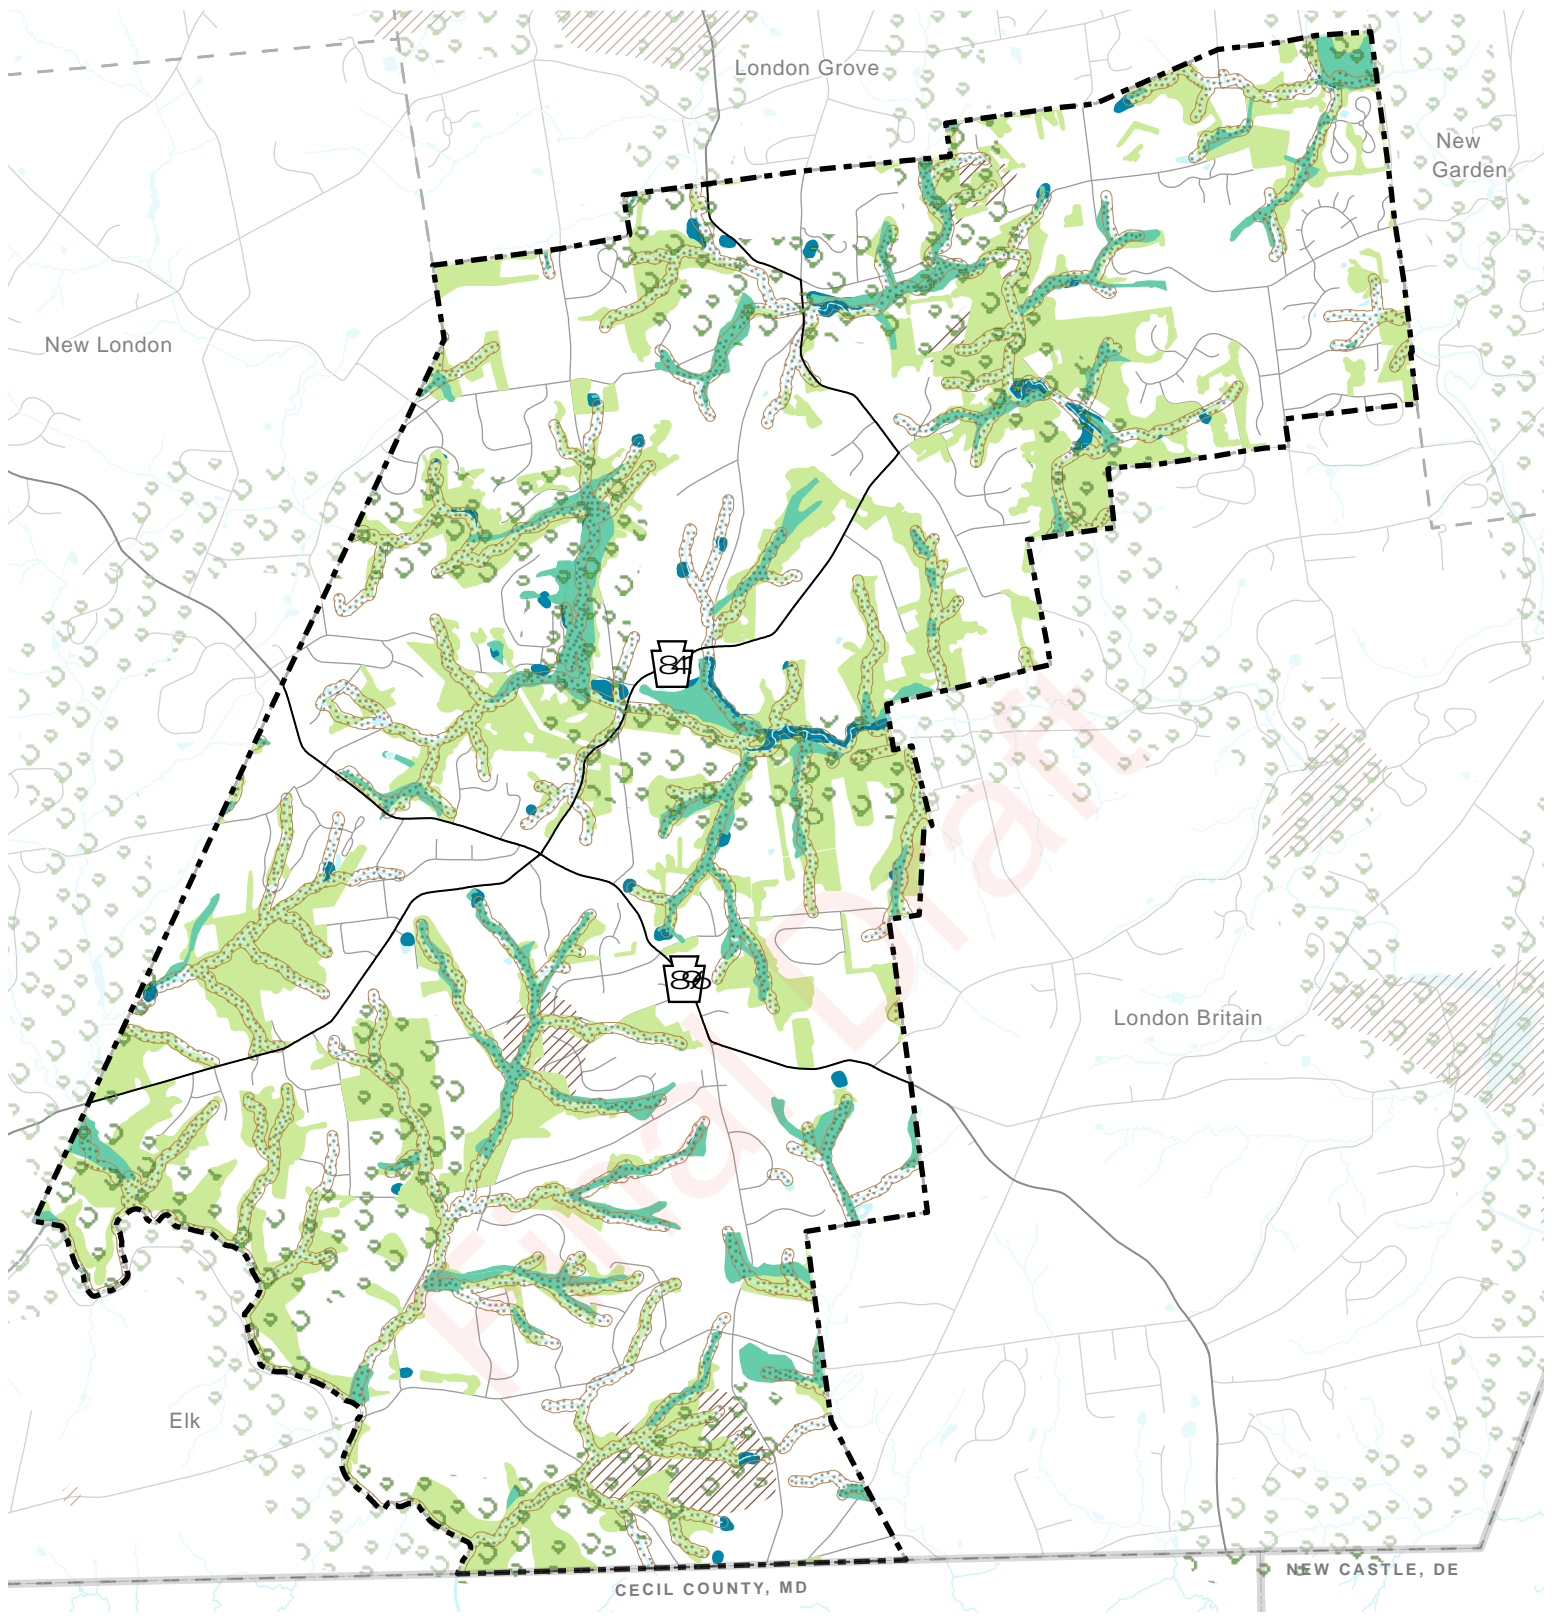 London Grove
New
Garden
New London
841
896
London Britain
Final Draft
Elk
NEW CASTLE, DE
CECIL COUNTY, MD